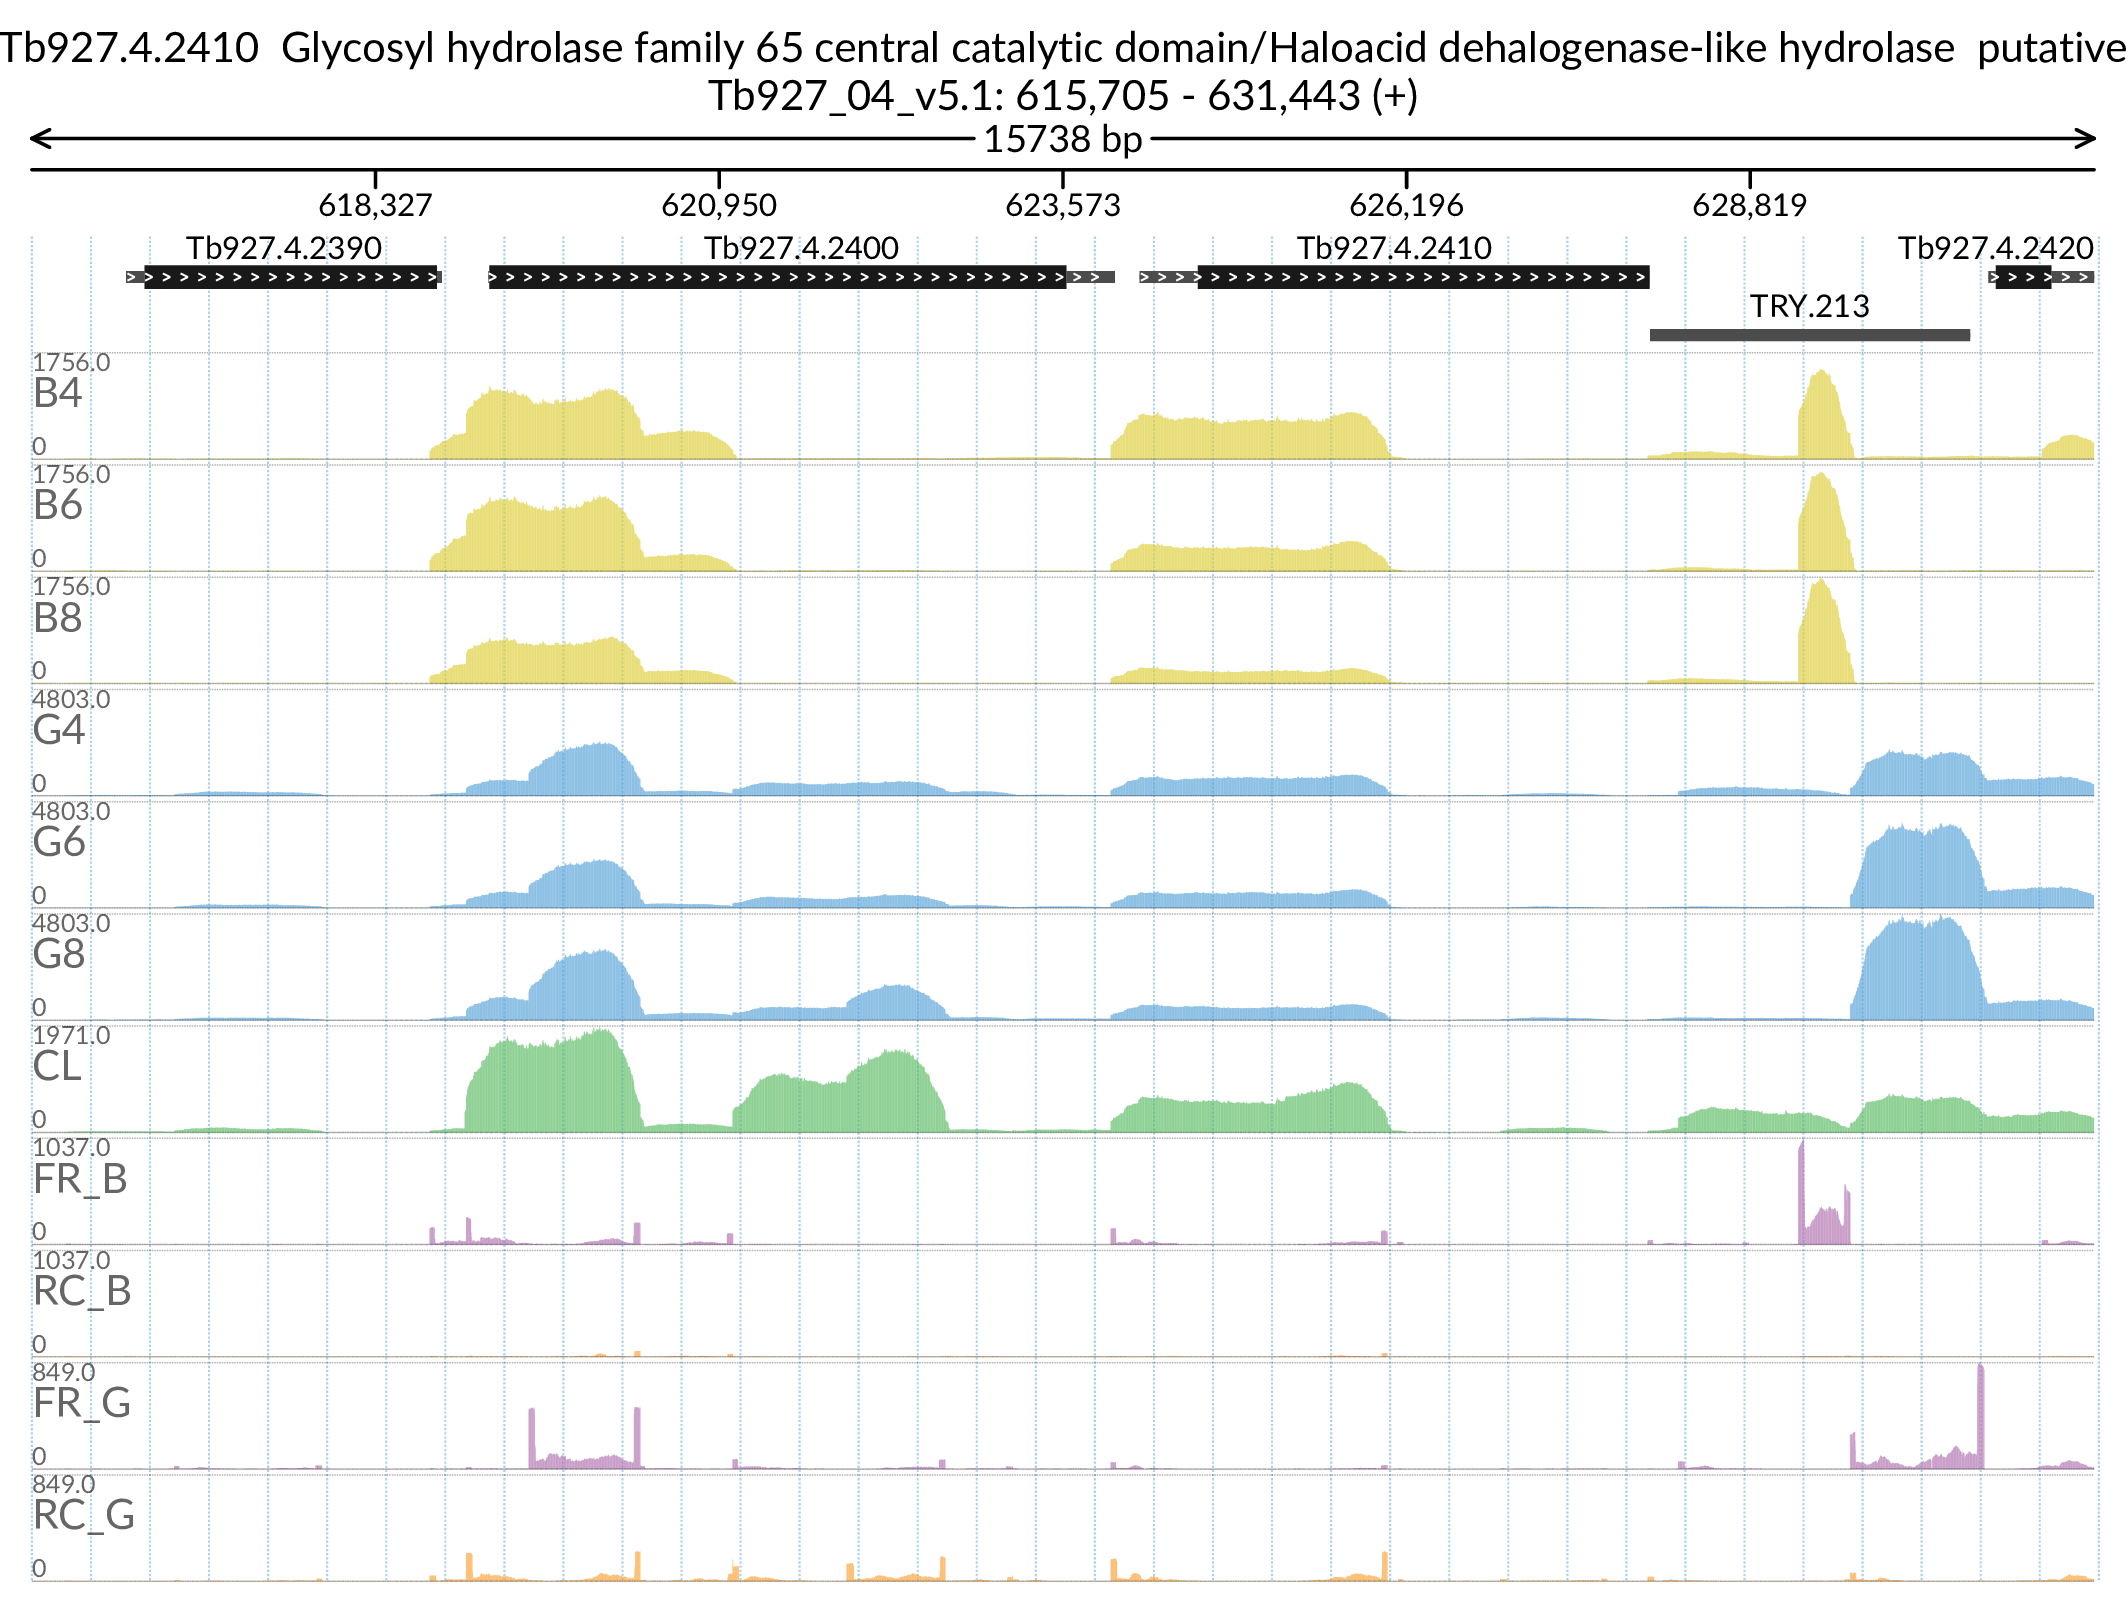 Tb927.4.2410  Glycosyl hydrolase family 65 central catalytic domain/Haloacid dehalogenase-like hydrolase  putative
Tb927_04_v5.1: 615,705 - 631,443 (+)
15738 bp
618,327 620,950 623,573 626,196 628,819
Tb927.4.2390 Tb927.4.2400 Tb927.4.2410 Tb927.4.2420
TRY.213
1756.0
B4
0
1756.0
B6
0
1756.0
B8
0
4803.0
G4
0
4803.0
G6
0
4803.0
G8
0
1971.0
CL
0
1037.0
FR_B
0
1037.0
RC_B
0
849.0
FR_G
0
849.0
RC_G
0